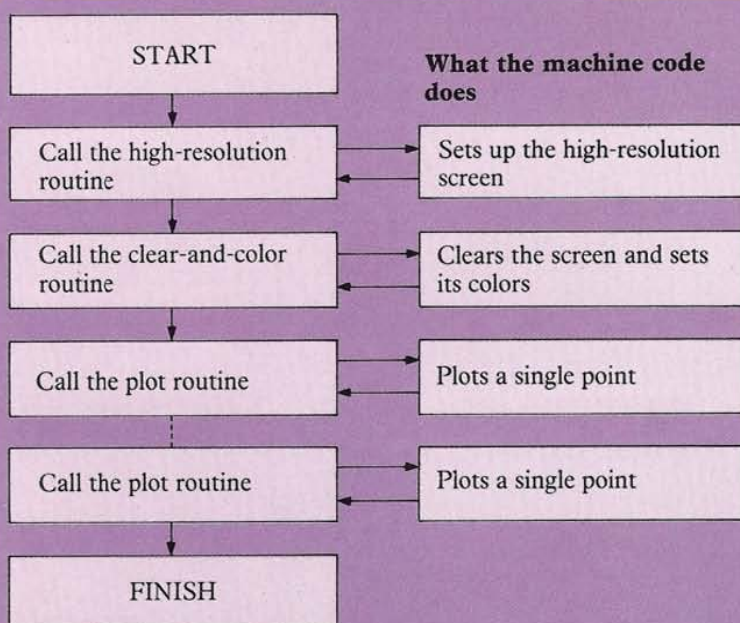 START
What the machine code
does
Call the high-resolution
routine
Sets up the high-resolution
screen
Call the clear-and-color
routine
Clears the screen and sets
its colors
Call the plot routine
Plots a single point
Call the plot routine
Plots a single point
FINISH